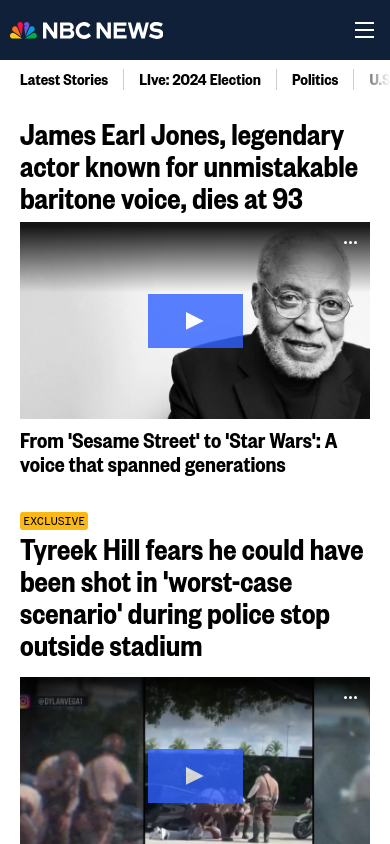 NBC NEWS
Latest Stories
LIve: 2024 Election
Politics
U.S
James Earl Jones, legendary
actor known for unmistakable
baritone voice, dies at 93
From 'Sesame Street' to 'Star Wars': A
voice that spanned generations
EXCLUSIVE
Tyreek Hill fears he could have
been shot in 'worst-case
scenario' during police stop
outside stadium
@DYLANVEGA1